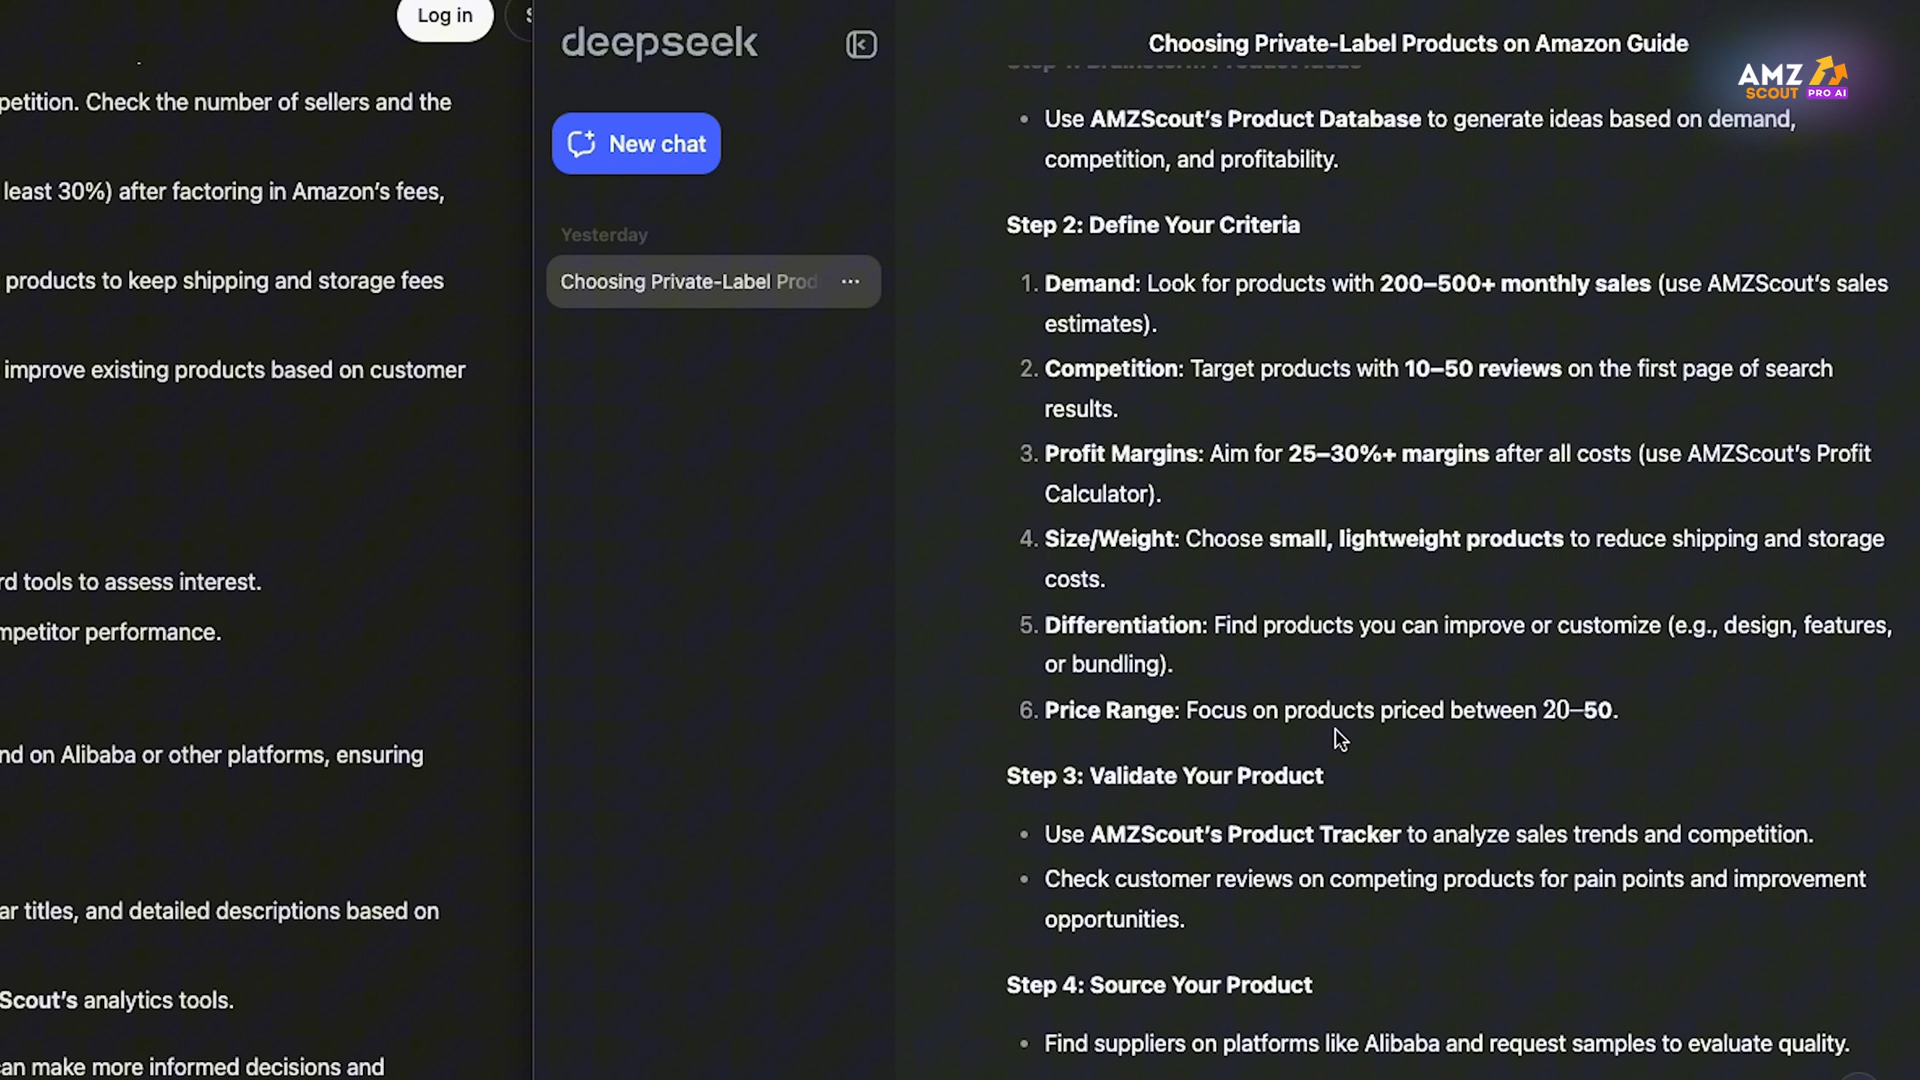 Log in
petition. Check the number of sellers and the
least 30%) after factoring in Amazon's fees,
products to keep shipping and storage fees
improve existing products based on customer
rd tools to assess interest.
mpetitor performance.
nd on Alibaba or other platforms, ensuring
ar titles, and detailed descriptions based on
Scout's analytics tools.
can make more informed decisions and
deepseek
New chat
Yesterday
Choosing Private-Label Prod ...
Choosing Private-Label Products on Amazon Guide
AMZ
SCOUT PRO AI
• Use AMZScout's Product Database to generate ideas based on demand,
competition, and profitability.
Step 2: Define Your Criteria
1. Demand: Look for products with 200–500+ monthly sales (use AMZScout's sales
estimates).
2. Competition: Target products with 10–50 reviews on the first page of search
results.
3. Profit Margins: Aim for 25–30%+ margins after all costs (use AMZScout's Profit
Calculator).
4. Size/Weight: Choose small, lightweight products to reduce shipping and storage
costs.
5. Differentiation: Find products you can improve or customize (e.g., design, features,
or bundling).
6. Price Range: Focus on products priced between 20–50.
Step 3: Validate Your Product
• Use AMZScout's Product Tracker to analyze sales trends and competition.
• Check customer reviews on competing products for pain points and improvement
opportunities.
Step 4: Source Your Product
• Find suppliers on platforms like Alibaba and request samples to evaluate quality.